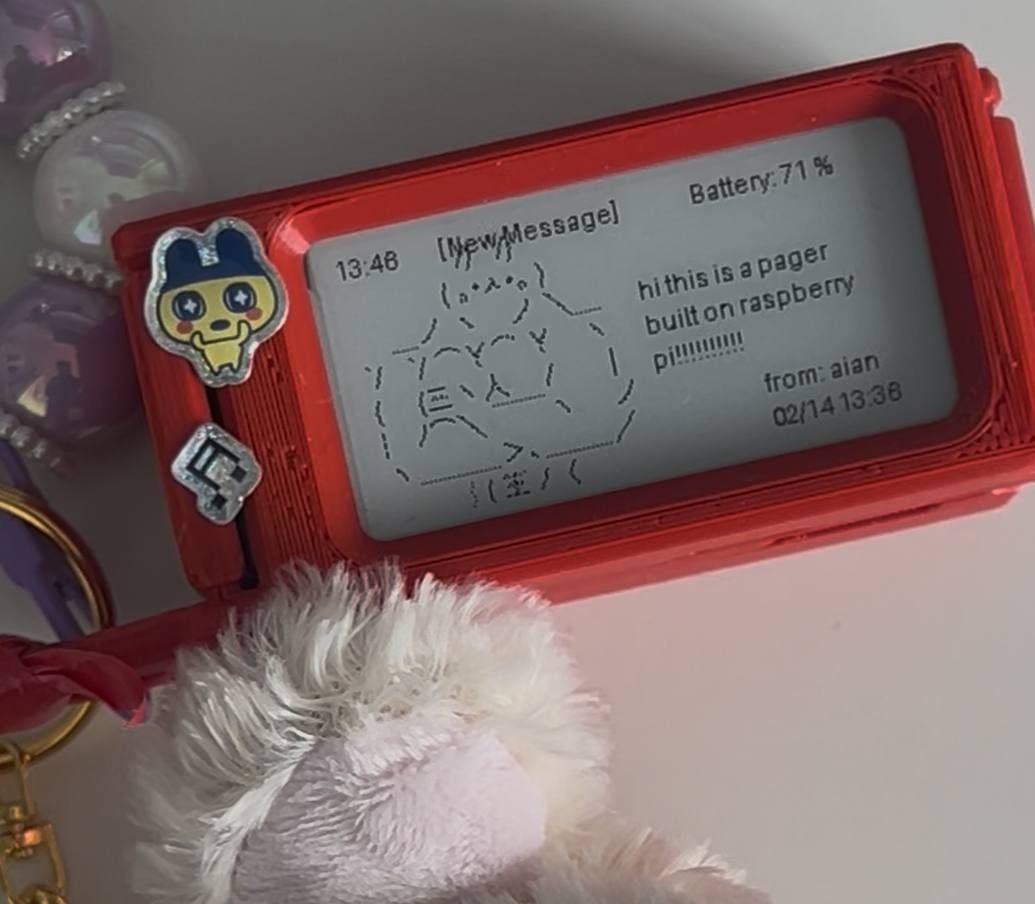 13:46 [New Message] Battery: 71 %
hi this is a pager
built on raspberry
pi!!!!!!!!!!
from: aian
02/14 13:36